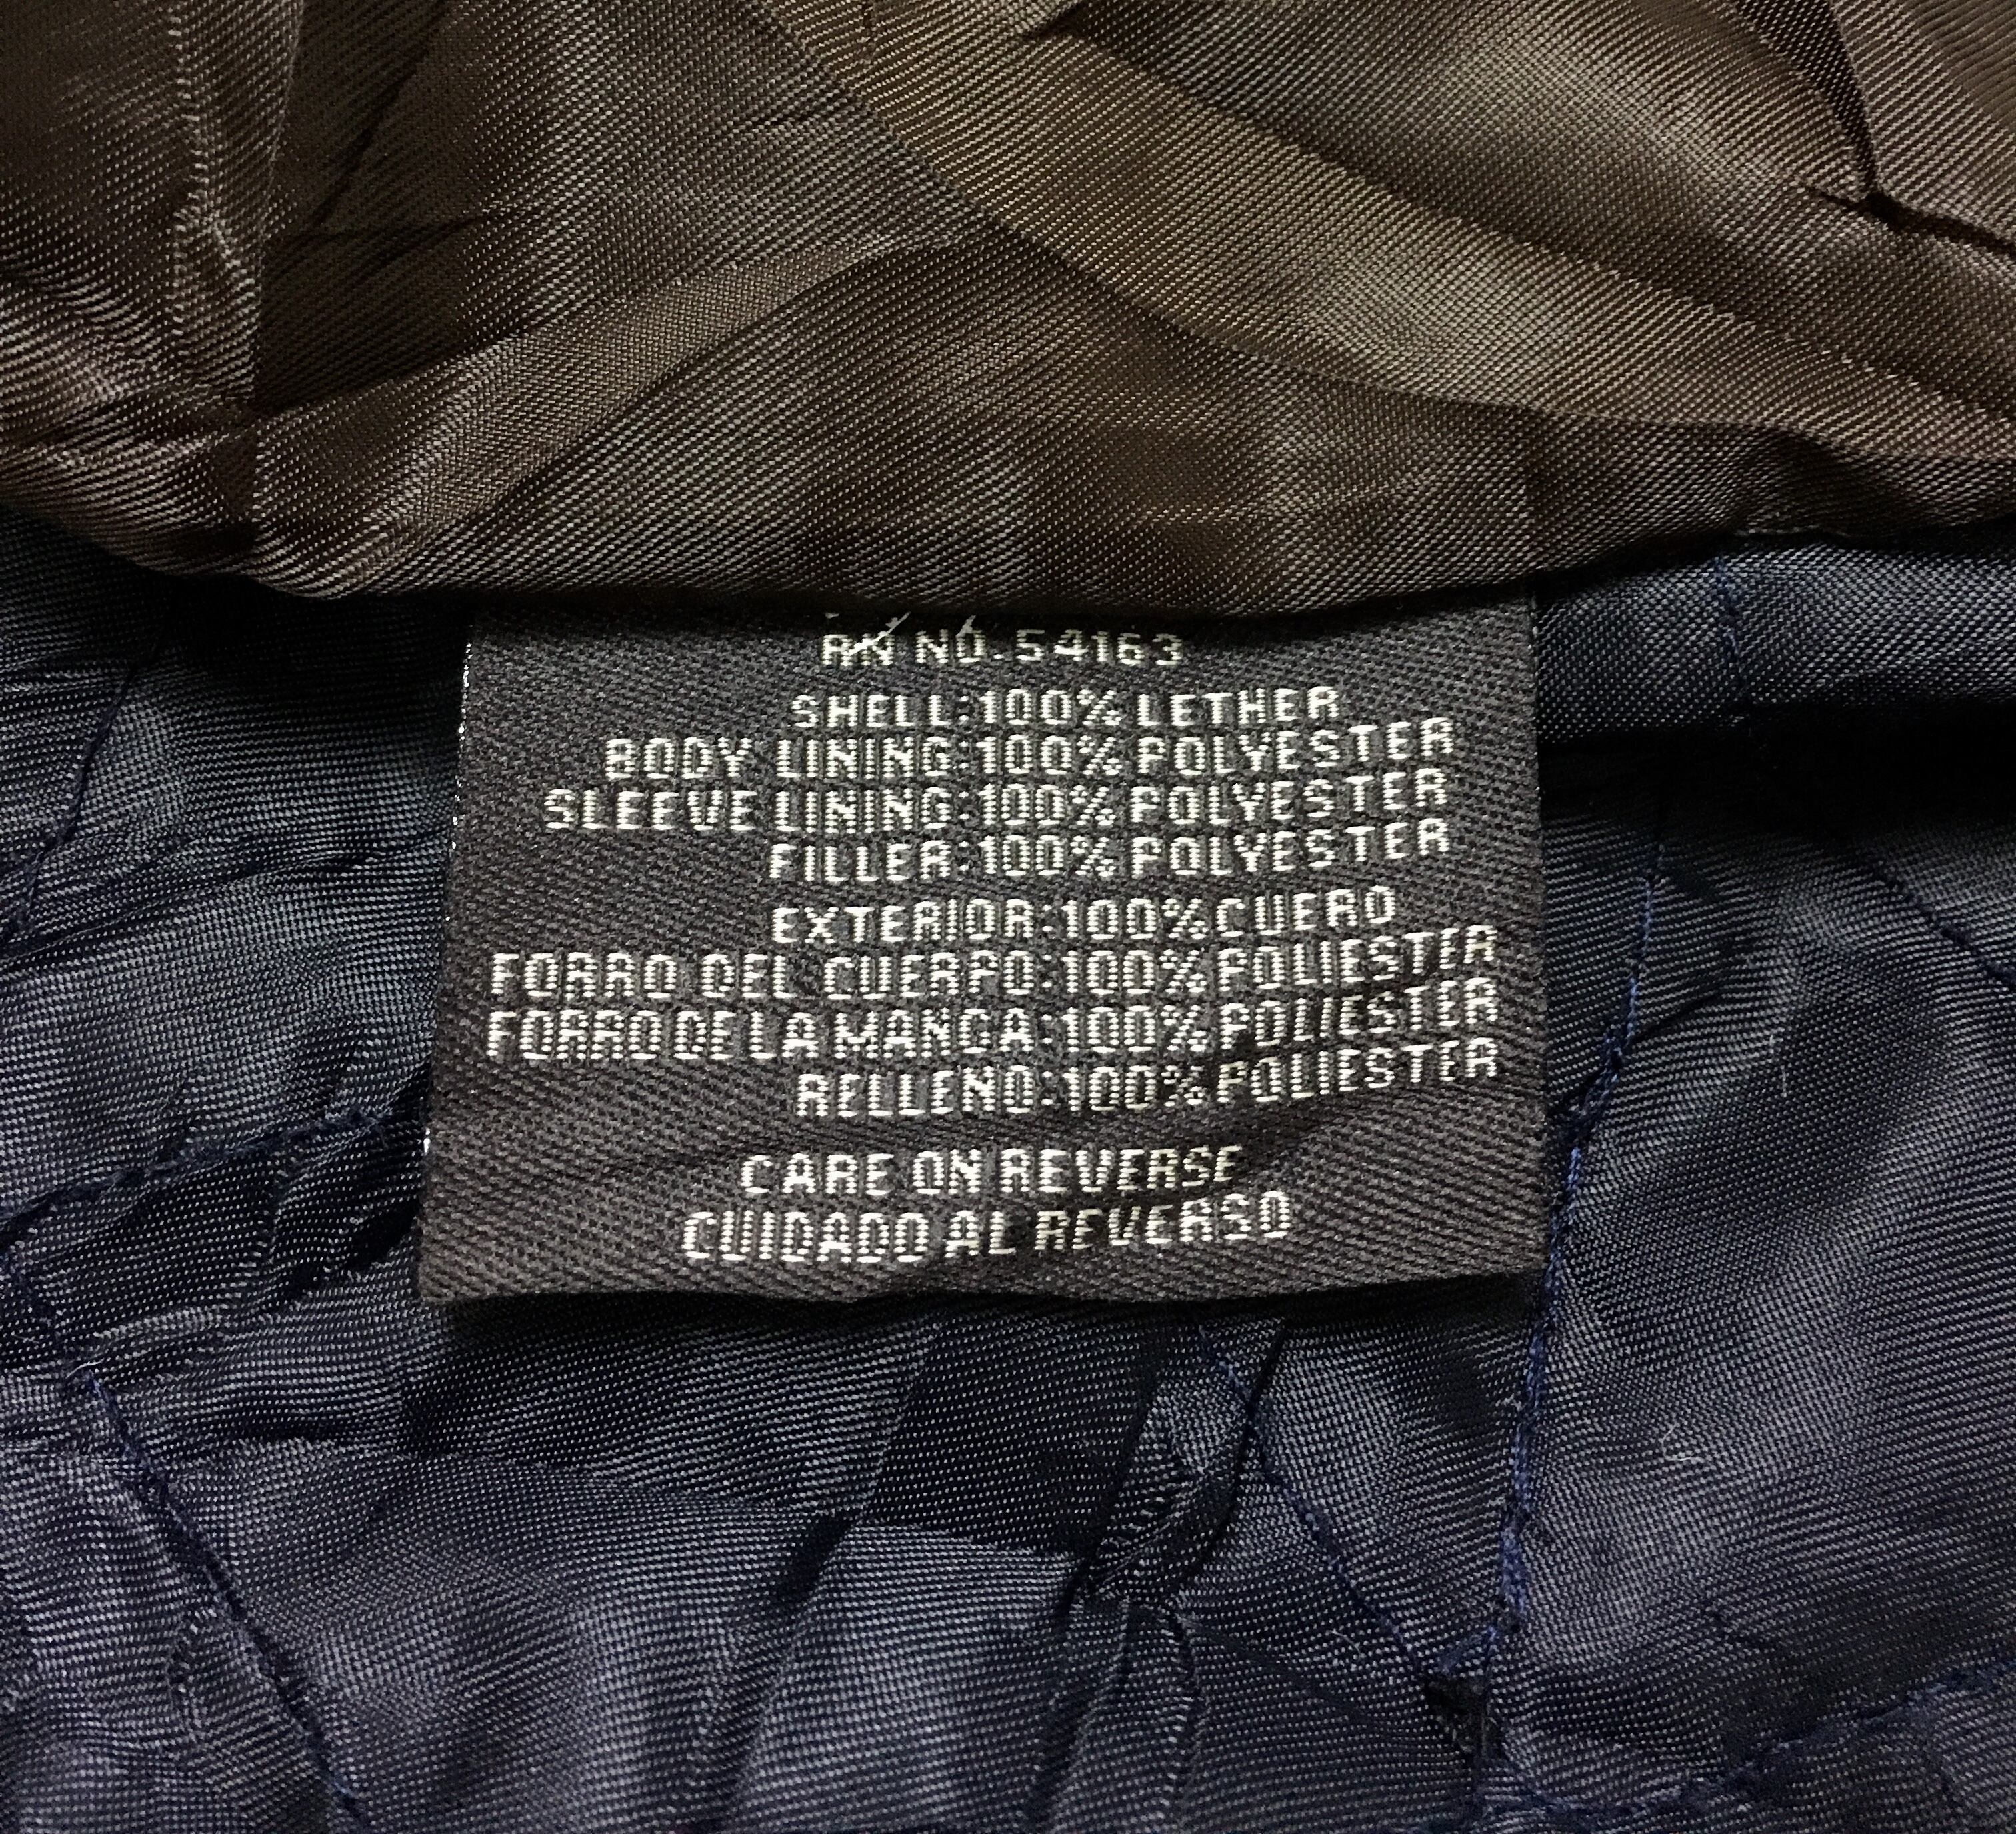 RN NO.54163
SHELL:100% LETHER
BODY LINING:100% POLYESTER
SLEEVE LINING:100% POLYESTER
FILLER:100% POLYESTER
EXTERIOR:100% CUERO
FORRO DEL CUERPO:100% POLIESTER
FORRO DE LA MANGA:100% POLIESTER
RELLENO:100% POLIESTER
CARE ON REVERSE
CUIDADO AL REVERSO